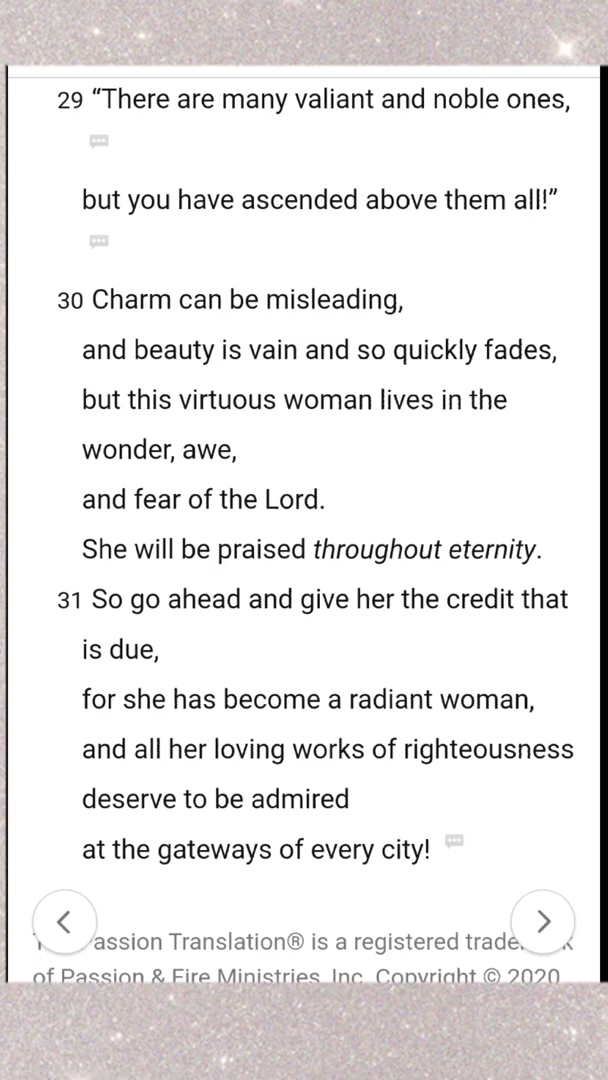 29 “There are many valiant and noble ones,
but you have ascended above them all!”
30 Charm can be misleading,
and beauty is vain and so quickly fades,
but this virtuous woman lives in the
wonder, awe,
and fear of the Lord.
She will be praised throughout eternity.
31 So go ahead and give her the credit that
is due,
for she has become a radiant woman,
and all her loving works of righteousness
deserve to be admired
at the gateways of every city!
assion Translation® is a registered trade
of Passion & Fire Ministries, Inc. Copyright © 2020